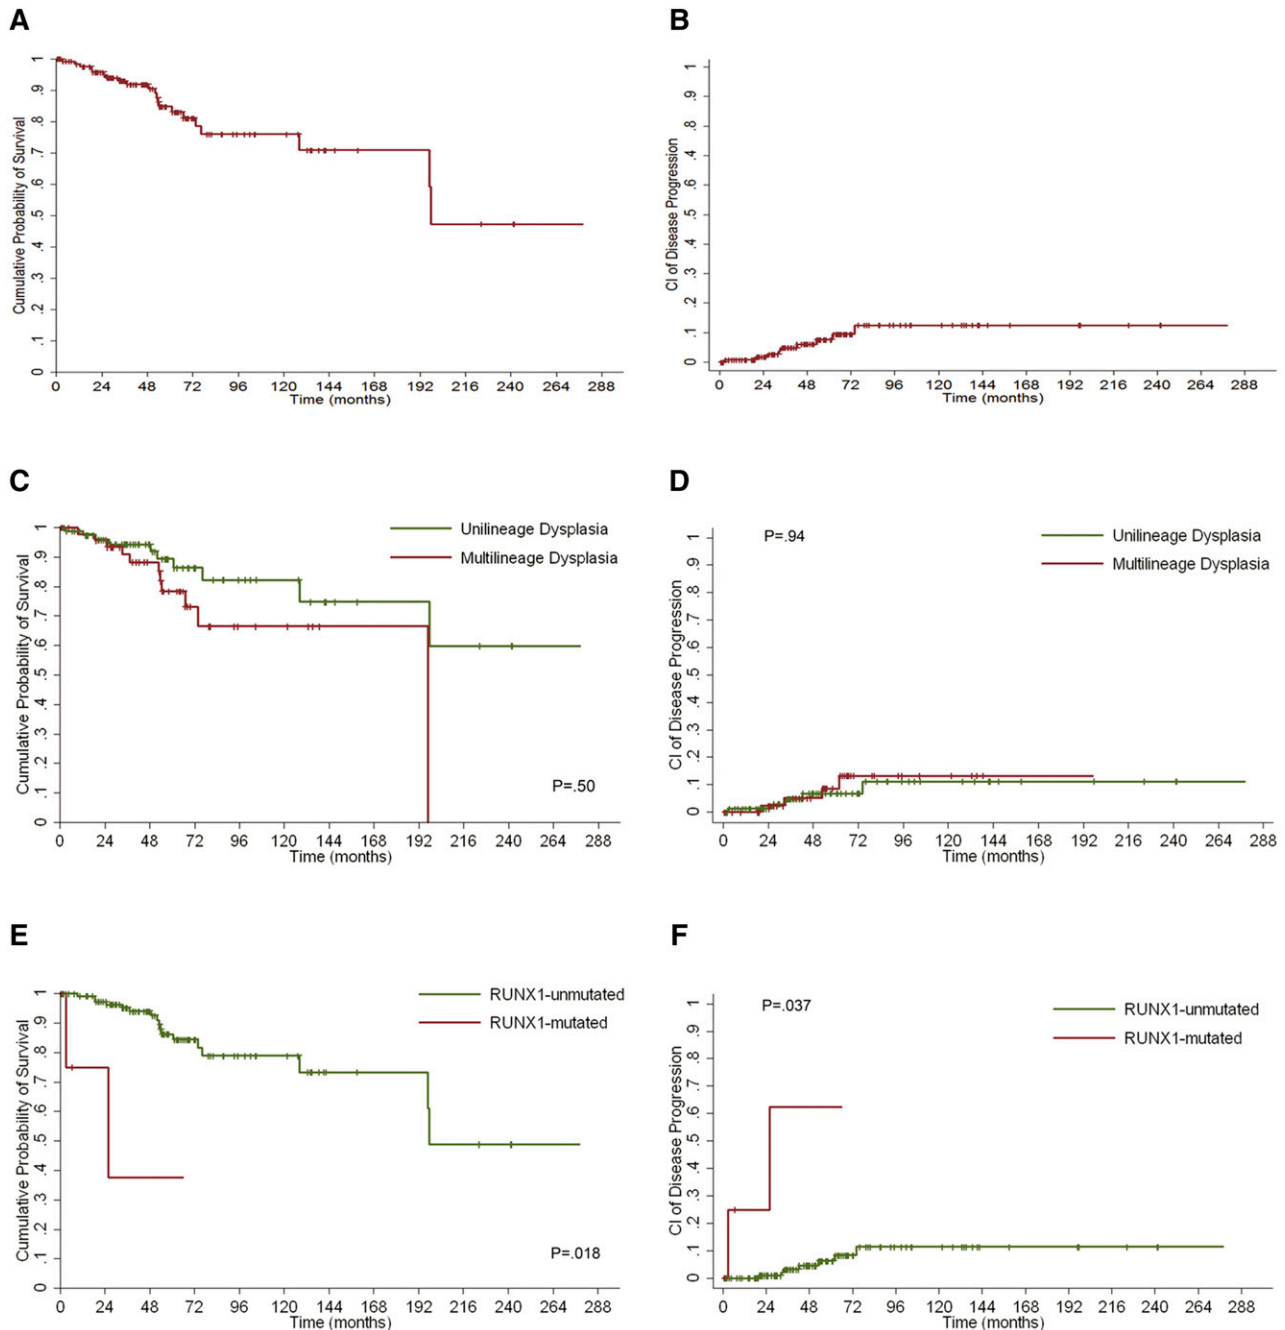 A
Cumulative Probability of Survival
1
.9
.8
.7
.6
.5
.4
.3
.2
.1
0
0 24 48 72 96 120 144 168 192 216 240 264 288
Time (months)
B
CI of Disease Progression
1
.9
.8
.7
.6
.5
.4
.3
.2
.1
0
0 24 48 72 96 120 144 168 192 216 240 264 288
Time (months)
C
Cumulative Probability of Survival
1
.9
.8
.7
.6
.5
.4
.3
.2
.1
0
Unilineage Dysplasia
Multilineage Dysplasia
P=.50
0 24 48 72 96 120 144 168 192 216 240 264 288
Time (months)
D
CI of Disease Progression
1
.9
.8
.7
.6
.5
.4
.3
.2
.1
0
P=.94
Unilineage Dysplasia
Multilineage Dysplasia
0 24 48 72 96 120 144 168 192 216 240 264 288
Time (months)
E
Cumulative Probability of Survival
1
.9
.8
.7
.6
.5
.4
.3
.2
.1
0
RUNX1-unmutated
RUNX1-mutated
P=.018
0 24 48 72 96 120 144 168 192 216 240 264 288
Time (months)
F
CI of Disease Progression
1
.9
.8
.7
.6
.5
.4
.3
.2
.1
0
P=.037
RUNX1-unmutated
RUNX1-mutated
0 24 48 72 96 120 144 168 192 216 240 264 288
Time (months)